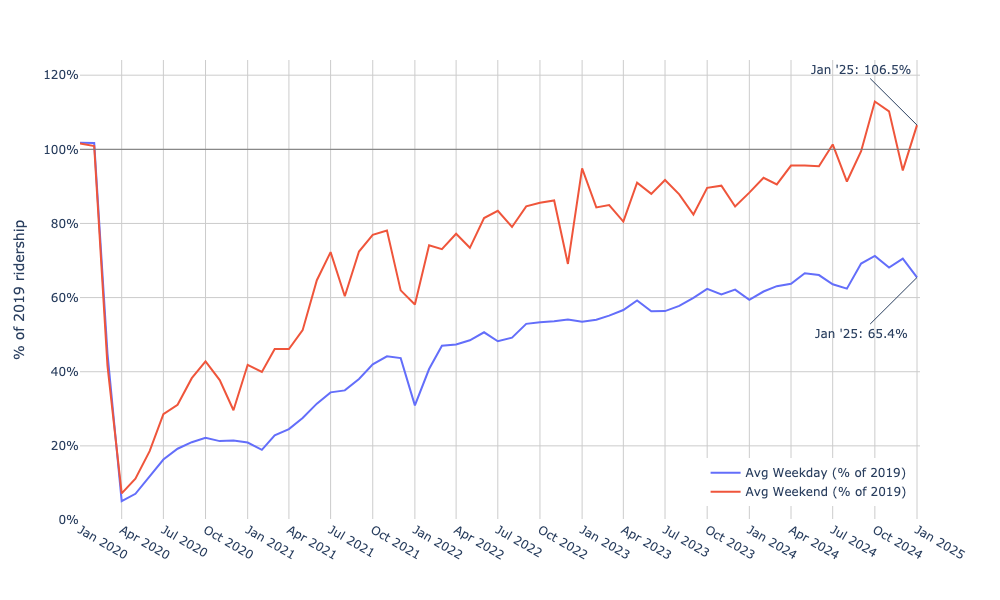 120%
Jan '25: 106.5%
100%
80%
60%
40%
20%
0%
% of 2019 ridership
Jan '25: 65.4%
Avg Weekday (% of 2019)
Avg Weekend (% of 2019)
Jan 2020
Apr 2020
Jul 2020
Oct 2020
Jan 2021
Apr 2021
Jul 2021
Oct 2021
Jan 2022
Apr 2022
Jul 2022
Oct 2022
Jan 2023
Apr 2023
Jul 2023
Oct 2023
Jan 2024
Apr 2024
Jul 2024
Oct 2024
Jan 2025